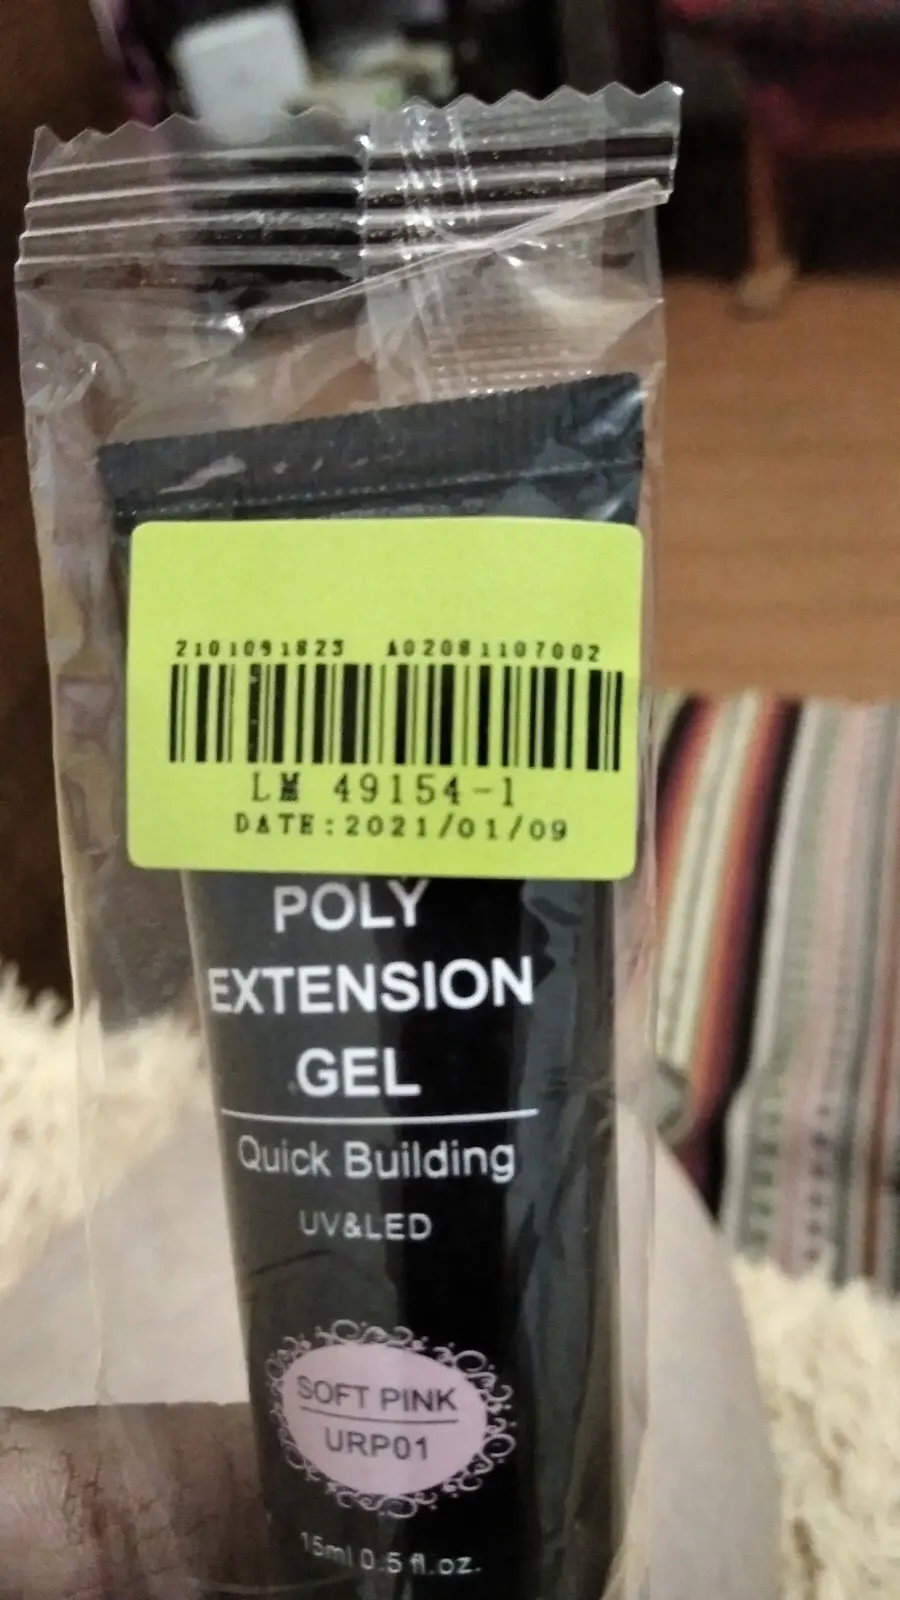 2101091823 A02081107002
LM 49154-1
DATE:2021/01/09
POLY
EXTENSION
GEL
Quick Building
UV&LED
SOFT PINK
URP01
15ml 0.5 fl.oz.